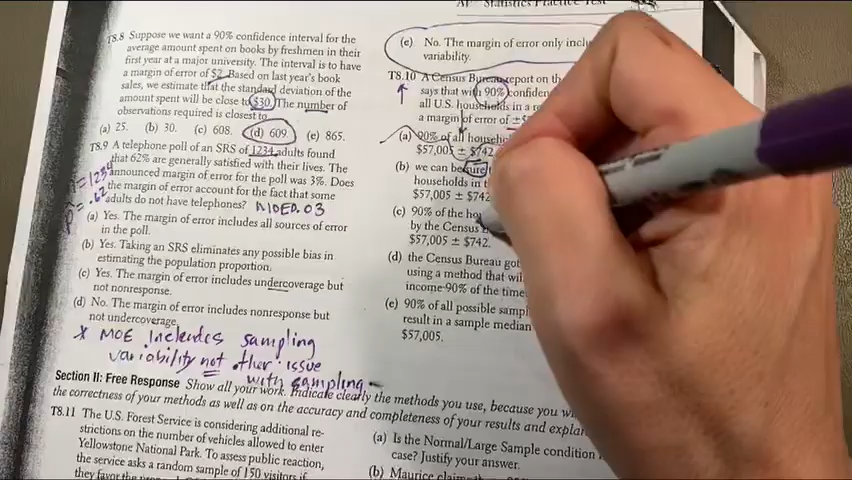 AP Statistics Practice Test
T8.8 Suppose we want a 90% confidence interval for the
average amount spent on books by freshmen in their
first year at a major university. The interval is to have
a margin of error of $2. Based on last year's book
sales, we estimate that the standard deviation of the
amount spent will be close to $30. The number of
observations required is closest to
(a) 25. (b) 30. (c) 608. (d) 609. (e) 865.
T8.9 A telephone poll of an SRS of 1234 adults found
that 62% are generally satisfied with their lives. The
announced margin of error for the poll was 3%. Does
the margin of error account for the fact that some
adults do not have telephones?
n=1234
p̂ = .62
(a) Yes. The margin of error includes all sources of error
in the poll.
(b) Yes. Taking an SRS eliminates any possible bias in
estimating the population proportion.
(c) Yes. The margin of error includes undercoverage but
not nonresponse.
(d) No. The margin of error includes nonresponse but
not undercoverage.
* MOE includes sampling
variability not other issue
with sampling
(e) No. The margin of error only
variability.
T8.10 A Census Bureau report on the
says that with 90% confidence
all U.S. households in a
a margin of error of ±
(a) 90% of all
$57,005 ± $742
(b) we can be sure
households in
$57,005 ± $742
(c) 90% of the
by the Census
$57,005 ± $742.
(d) the Census Bureau got
using a method that
income 90% of the time
(e) 90% of all possible
result in a sample median
$57,005.
Section II: Free Response Show all your work. Indicate clearly the methods you use, because you
the correctness of your methods as well as on the accuracy and completeness of your results and
T8.11 The U.S. Forest Service is considering additional re-
strictions on the number of vehicles allowed to enter
Yellowstone National Park. To assess public reaction,
the service asks a random sample of 150 visitors if
they favor the
(a) Is the Normal/Large Sample condition
case? Justify your answer.
(b) Maurice